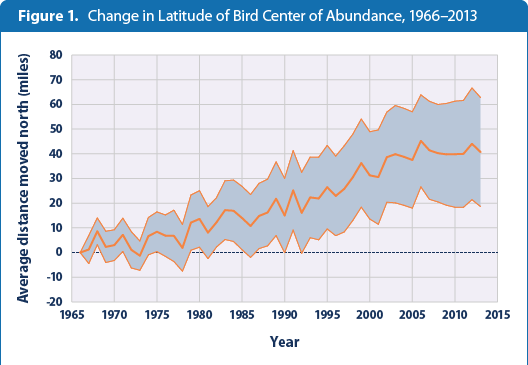 Figure 1. Change in Latitude of Bird Center of Abundance, 1966–2013
Average distance moved north (miles)
80
70
60
50
40
30
20
10
0
-10
-20
1965 1970 1975 1980 1985 1990 1995 2000 2005 2010 2015
Year